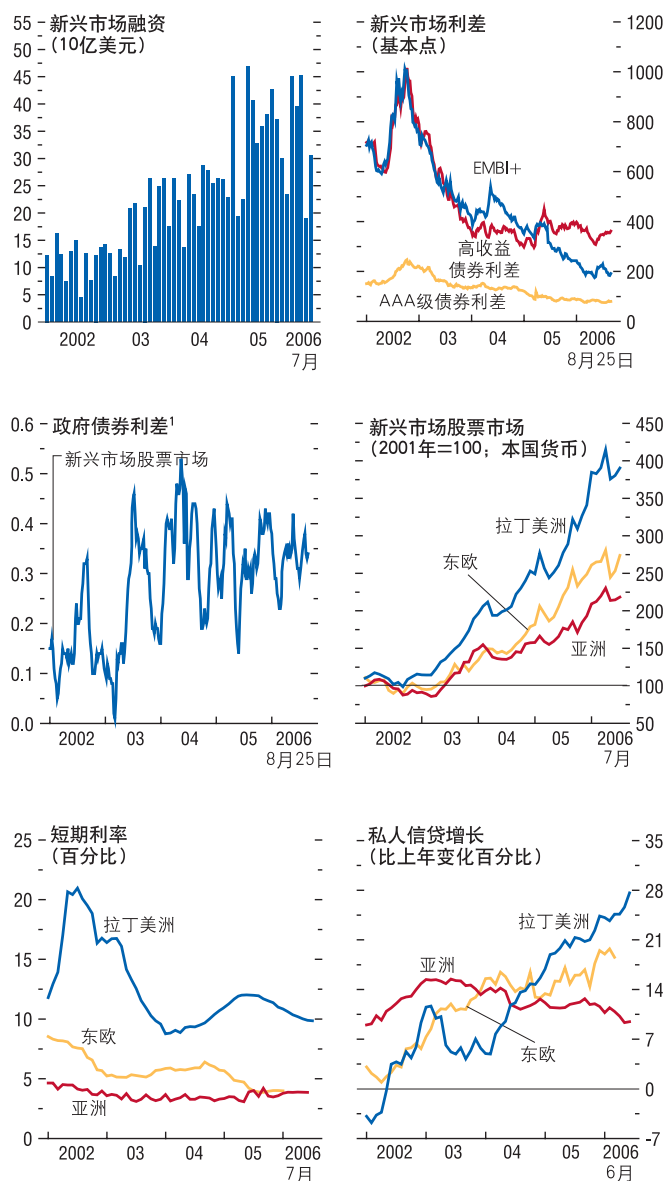 新兴市场融资
(10亿美元)
55
50
45
40
35
30
25
20
15
10
5
0
2002 03 04 05 2006
7月
新兴市场利差
(基本点)
1200
1000
800
600
400
200
0
EMBI+
高收益
债券利差
AAA级债券利差
2002 03 04 05 2006
8月25日
政府债券利差1
新兴市场股票市场
0.6
0.5
0.4
0.3
0.2
0.1
0.0
2002 03 04 05 2006
8月25日
新兴市场股票市场
(2001年=100；本国货币)
450
400
350
300
250
200
150
100
50
拉丁美洲
东欧
亚洲
2002 03 04 05 2006
7月
短期利率
(百分比)
25
20
15
10
5
0
拉丁美洲
东欧
亚洲
2002 03 04 05 2006
7月
私人信贷增长
(比上年变化百分比)
35
28
21
14
7
0
-7
拉丁美洲
亚洲
东欧
2002 03 04 05 2006
6月